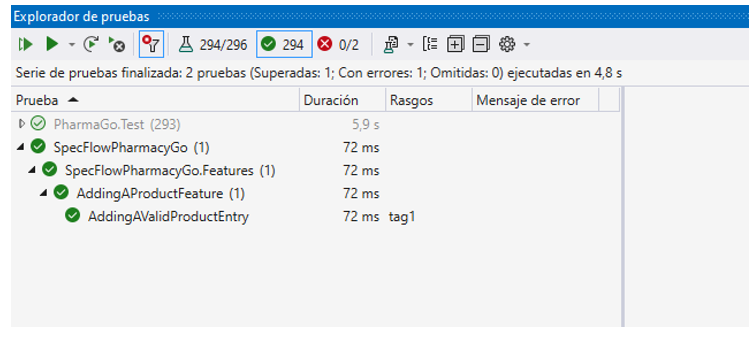 Explorador de pruebas
294/296 294 0/2
Serie de pruebas finalizada: 2 pruebas (Superadas: 1; Con errores: 1; Omitidas: 0) ejecutadas en 4,8 s
Prueba Duración Rasgos Mensaje de error
PharmaGo.Test (293) 5,9 s
SpecFlowPharmacyGo (1) 72 ms
SpecFlowPharmacyGo.Features (1) 72 ms
AddingAProductFeature (1) 72 ms
AddingAValidProductEntry 72 ms tag1